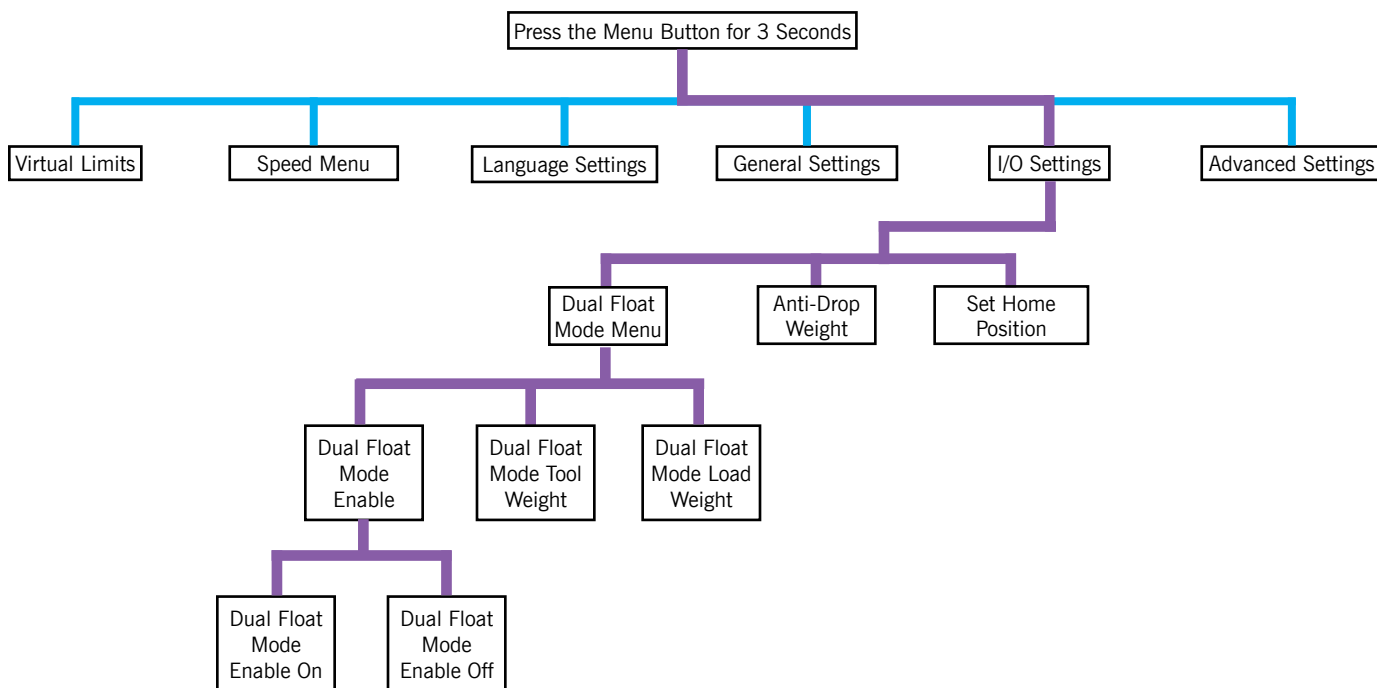 Press the Menu Button for 3 Seconds
Virtual Limits
Speed Menu
Language Settings
General Settings
I/O Settings
Advanced Settings
Dual Float
Mode Menu
Anti-Drop
Weight
Set Home
Position
Dual Float
Mode
Enable
Dual Float
Mode Tool
Weight
Dual Float
Mode Load
Weight
Dual Float
Mode
Enable On
Dual Float
Mode
Enable Off